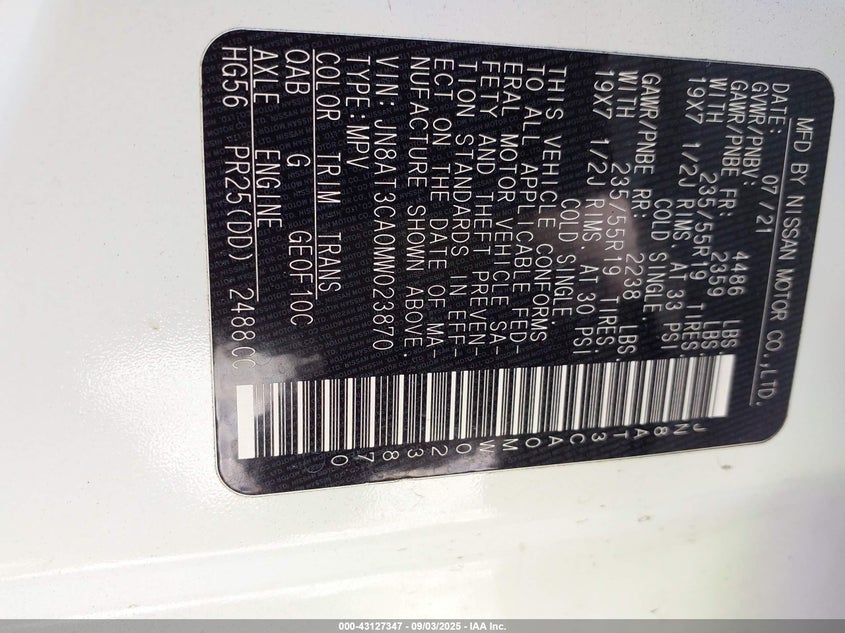 MFD BY NISSAN MOTOR CO.,LTD.
DATE: 07/21
GVWR/PNBV: 4486 LBS.
GAWR/PNBE FR: 2359 LBS.
WITH 235/55R19 TIRES:
19X7 1/2J RIMS AT 33 PSI
COLD SINGLE
GAWR/PNBE RR: 2238 LBS.
WITH 235/55R19 TIRES:
19X7 1/2J RIMS AT 30 PSI
COLD SINGLE
THIS VEHICLE CONFORMS
TO ALL APPLICABLE FED-
ERAL MOTOR VEHICLE SA-
FETY AND THEFT PREVEN-
TION STANDARDS IN EFF-
ECT ON THE DATE OF MA-
NUFACTURE SHOWN ABOVE.
VIN: JN8AT3CA0MW023870
TYPE:MPV
COLOR TRIM TRANS
QAB G GE0F10C
AXLE ENGINE
HG56 PR25(DD) 2488CC
JN8AT3CA0MW023870
000-43127347 - 09/03/2025 - IAA Inc.